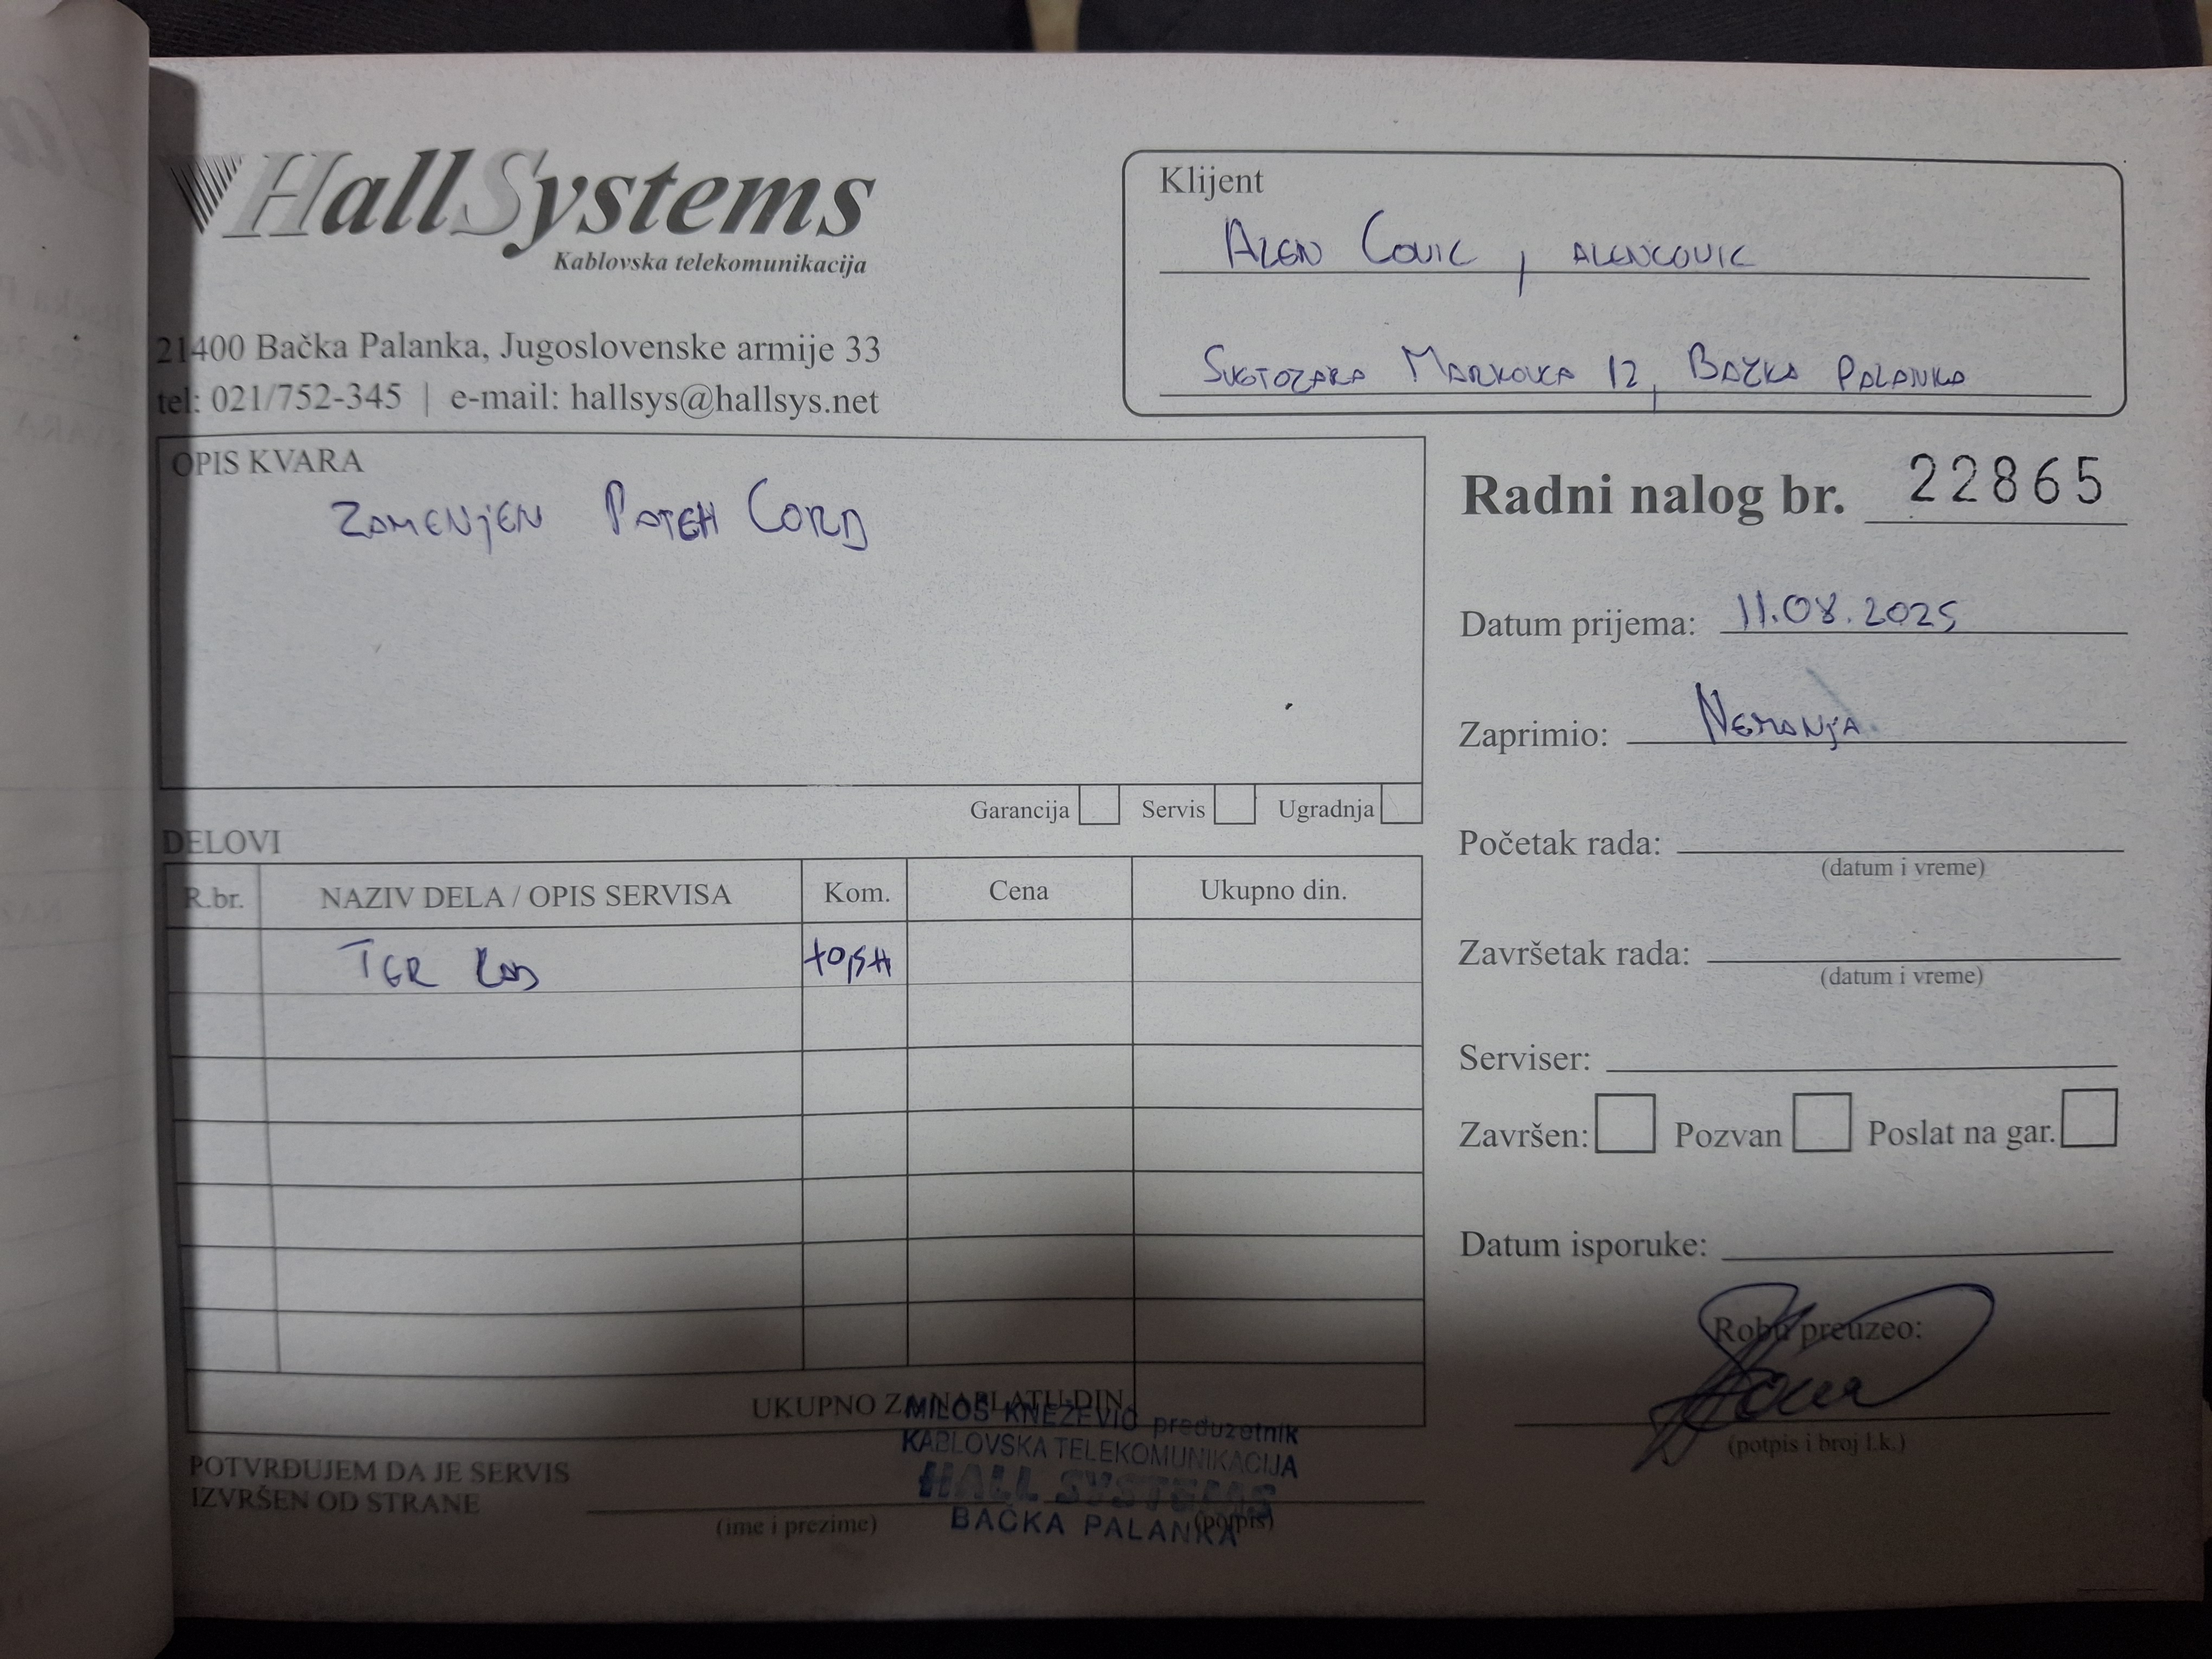 HallSystems
Kablovska telekomunikacija
21400 Bačka Palanka, Jugoslovenske armije 33
tel: 021/752-345 | e-mail: hallsys@hallsys.net
Klijent
ALEN COVIC, ALENCOVIC
SVETOZARA MARKOVIĆA 12, BAČKA PALANKA
OPIS KVARA
ZAMENJEN PATCH CORD
Garancija Servis Ugradnja
Radni nalog br. 22865
Datum prijema: 11.08.2025
Zaprimio: NEMANJA
Početak rada:
(datum i vreme)
Završetak rada:
(datum i vreme)
Serviser:
Završen: Pozvan Poslat na gar.
Datum isporuke:
Robu preuzeo:
(potpis i broj l.k.)
DELOVI
R.br. NAZIV DELA / OPIS SERVISA Kom. Cena Ukupno din.
TER
UKUPNO ZA NAPLATU DIN.
POTVRĐUJEM DA JE SERVIS
IZVRŠEN OD STRANE
(ime i prezime) (potpis)
MILOŠ KNEŽEVIĆ preduzetnik
KABLOVSKA TELEKOMUNIKACIJA
HALL SYSTEMS
BAČKA PALANKA